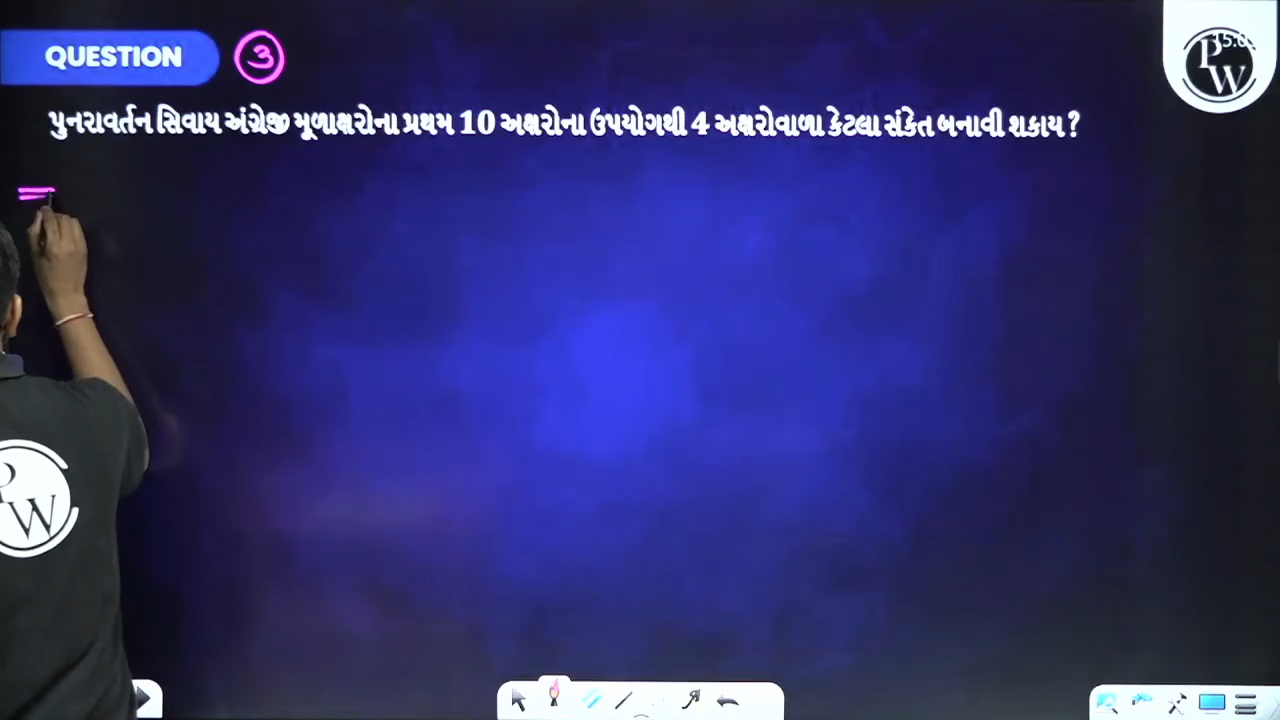 QUESTION ૩
પુનરાવર્તન સિવાય અંગ્રેજી મૂળાક્ષરોના પ્રથમ 10 અક્ષરોના ઉપયોગથી 4 અક્ષરોવાળા કેટલા સંકેત બનાવી શકાય ?
PW
PW